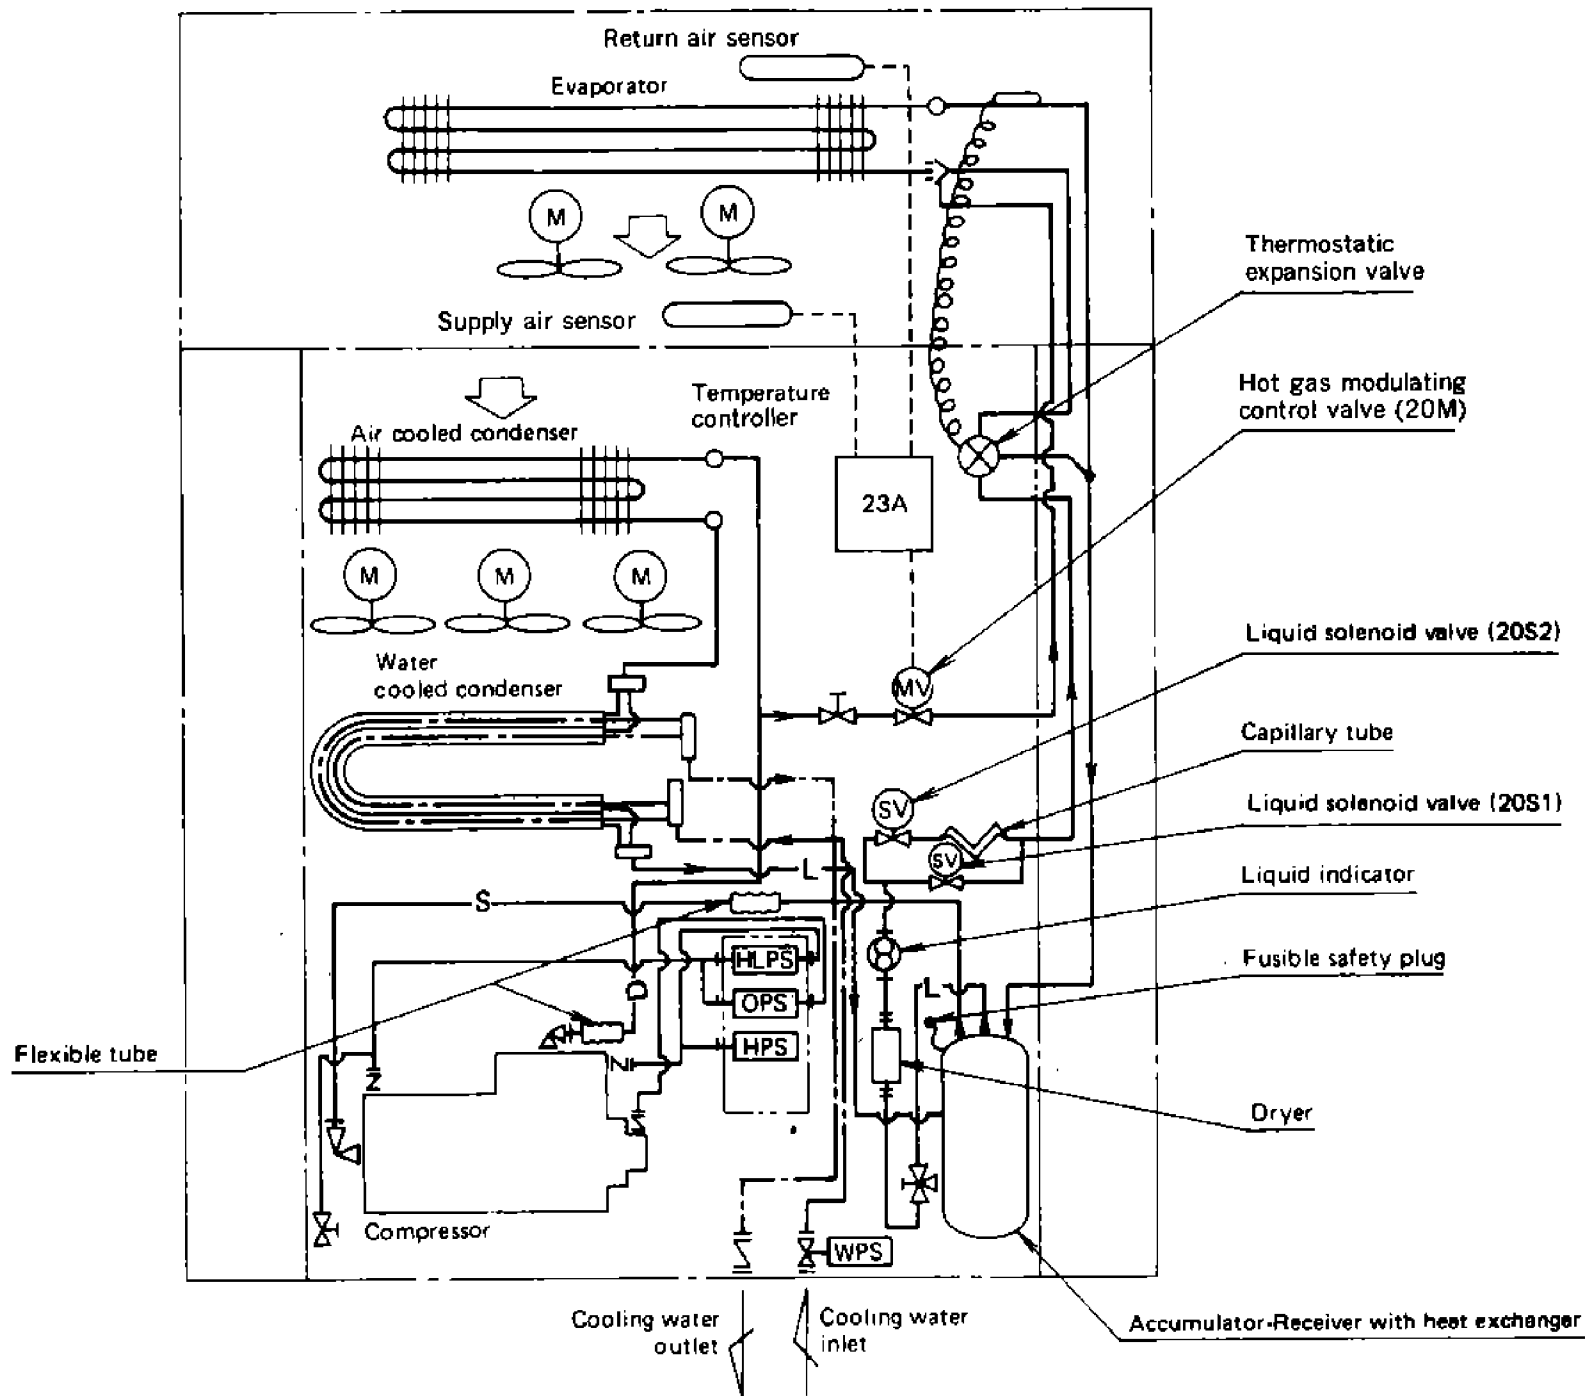 Return air sensor
Evaporator
M
M
Thermostatic
expansion valve
Supply air sensor
Hot gas modulating
control valve (20M)
Temperature
controller
Air cooled condenser
23A
M
M
M
Liquid solenoid valve (20S2)
Water
cooled condenser
MV
Capillary tube
SV
Liquid solenoid valve (20S1)
SV
L
Liquid indicator
S
HLPS
Fusible safety plug
L
D
OPS
HPS
Flexible tube
Dryer
Compressor
WPS
Cooling water
outlet
Cooling water
inlet
Accumulator-Receiver with heat exchanger